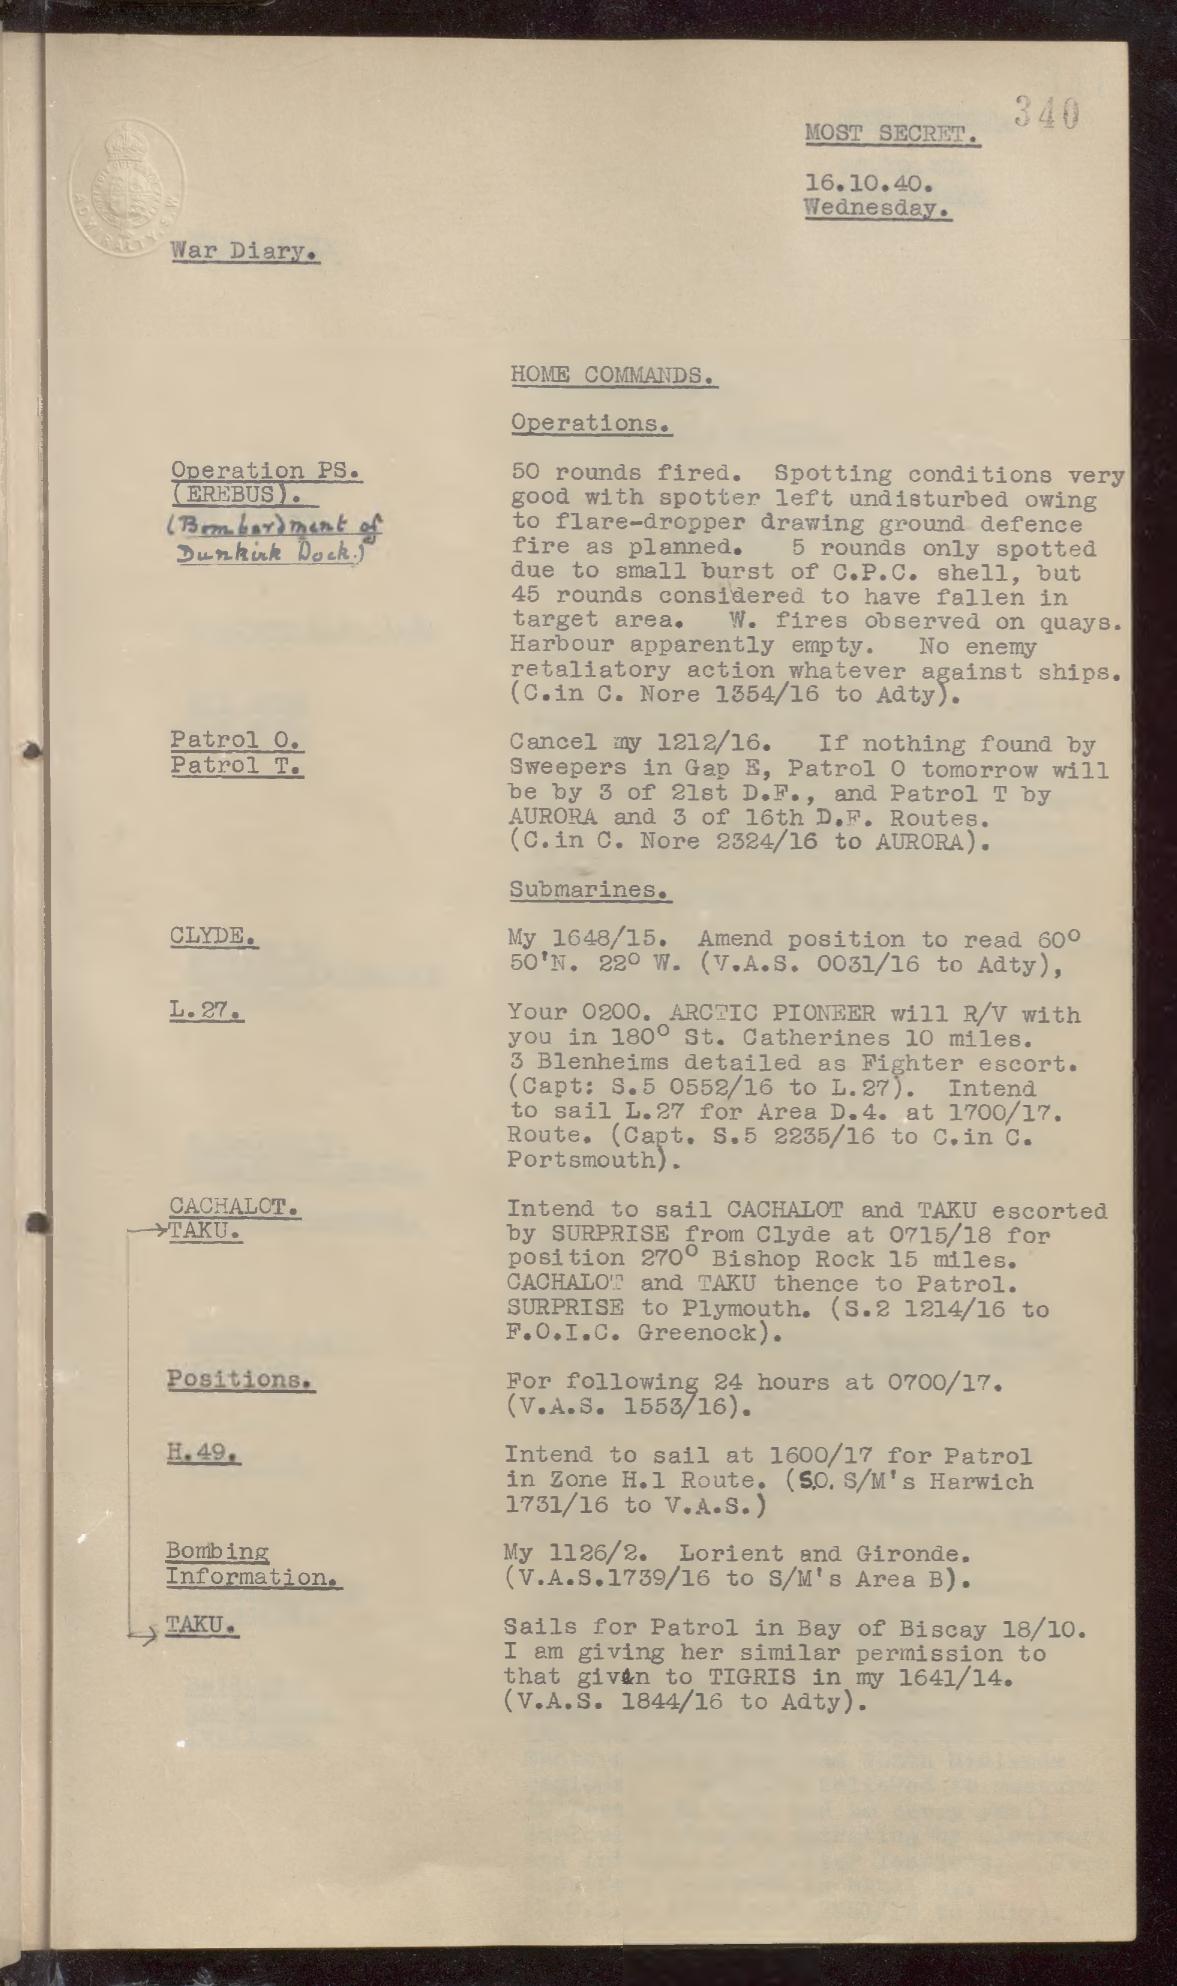 340
MOST SECRET.
16.10.40.
Wednesday.
War Diary.
HOME COMMANDS.
Operations.
Operation PS.
(EREBUS).
(Bombardment of
Dunkirk Dock.)
50 rounds fired. Spotting conditions very
good with spotter left undisturbed owing
to flare-dropper drawing ground defence
fire as planned. 5 rounds only spotted
due to small burst of C.P.C. shell, but
45 rounds considered to have fallen in
target area. W. fires observed on quays.
Harbour apparently empty. No enemy
retaliatory action whatever against ships.
(C.in C. Nore 1354/16 to Adty).
Patrol O.
Patrol T.
Cancel my 1212/16. If nothing found by
Sweepers in Gap E, Patrol O tomorrow will
be by 3 of 21st D.F., and Patrol T by
AURORA and 3 of 16th D.F. Routes.
(C.in C. Nore 2324/16 to AURORA).
Submarines.
CLYDE.
My 1648/15. Amend position to read 60°
50'N. 22° W. (V.A.S. 0031/16 to Adty),
L.27.
Your 0200. ARCTIC PIONEER will R/V with
you in 180° St. Catherines 10 miles.
3 Blenheims detailed as Fighter escort.
(Capt: S.5 0552/16 to L.27). Intend
to sail L.27 for Area D.4. at 1700/17.
Route. (Capt. S.5 2235/16 to C.in C.
Portsmouth).
CACHALOT.
TAKU.
Intend to sail CACHALOT and TAKU escorted
by SURPRISE from Clyde at 0715/18 for
position 270° Bishop Rock 15 miles.
CACHALOT and TAKU thence to Patrol.
SURPRISE to Plymouth. (S.2 1214/16 to
F.O.I.C. Greenock).
Positions.
For following 24 hours at 0700/17.
(V.A.S. 1553/16).
H.49.
Intend to sail at 1600/17 for Patrol
in Zone H.1 Route. (S.O. S/M's Harwich
1731/16 to V.A.S.)
Bombing
Information.
My 1126/2. Lorient and Gironde.
(V.A.S.1739/16 to S/M's Area B).
TAKU.
Sails for Patrol in Bay of Biscay 18/10.
I am giving her similar permission to
that given to TIGRIS in my 1641/14.
(V.A.S. 1844/16 to Adty).